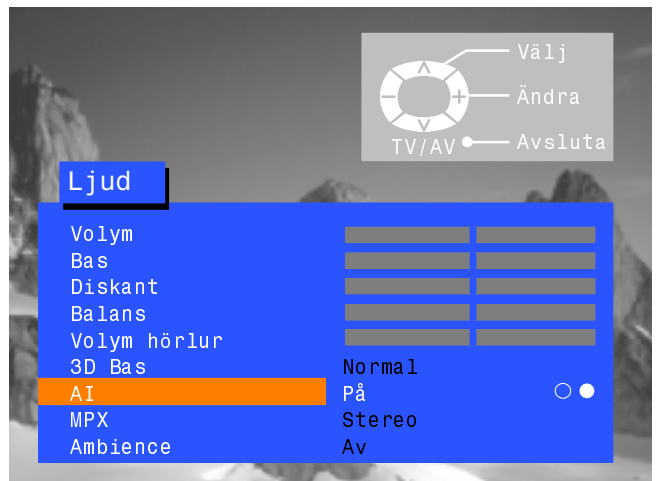 Välj
Ändra
TV/AV Avsluta
Ljud
Volym
Bas
Diskant
Balans
Volym hörlur
3D Bas Normal
AI På
MPX Stereo
Ambience Av